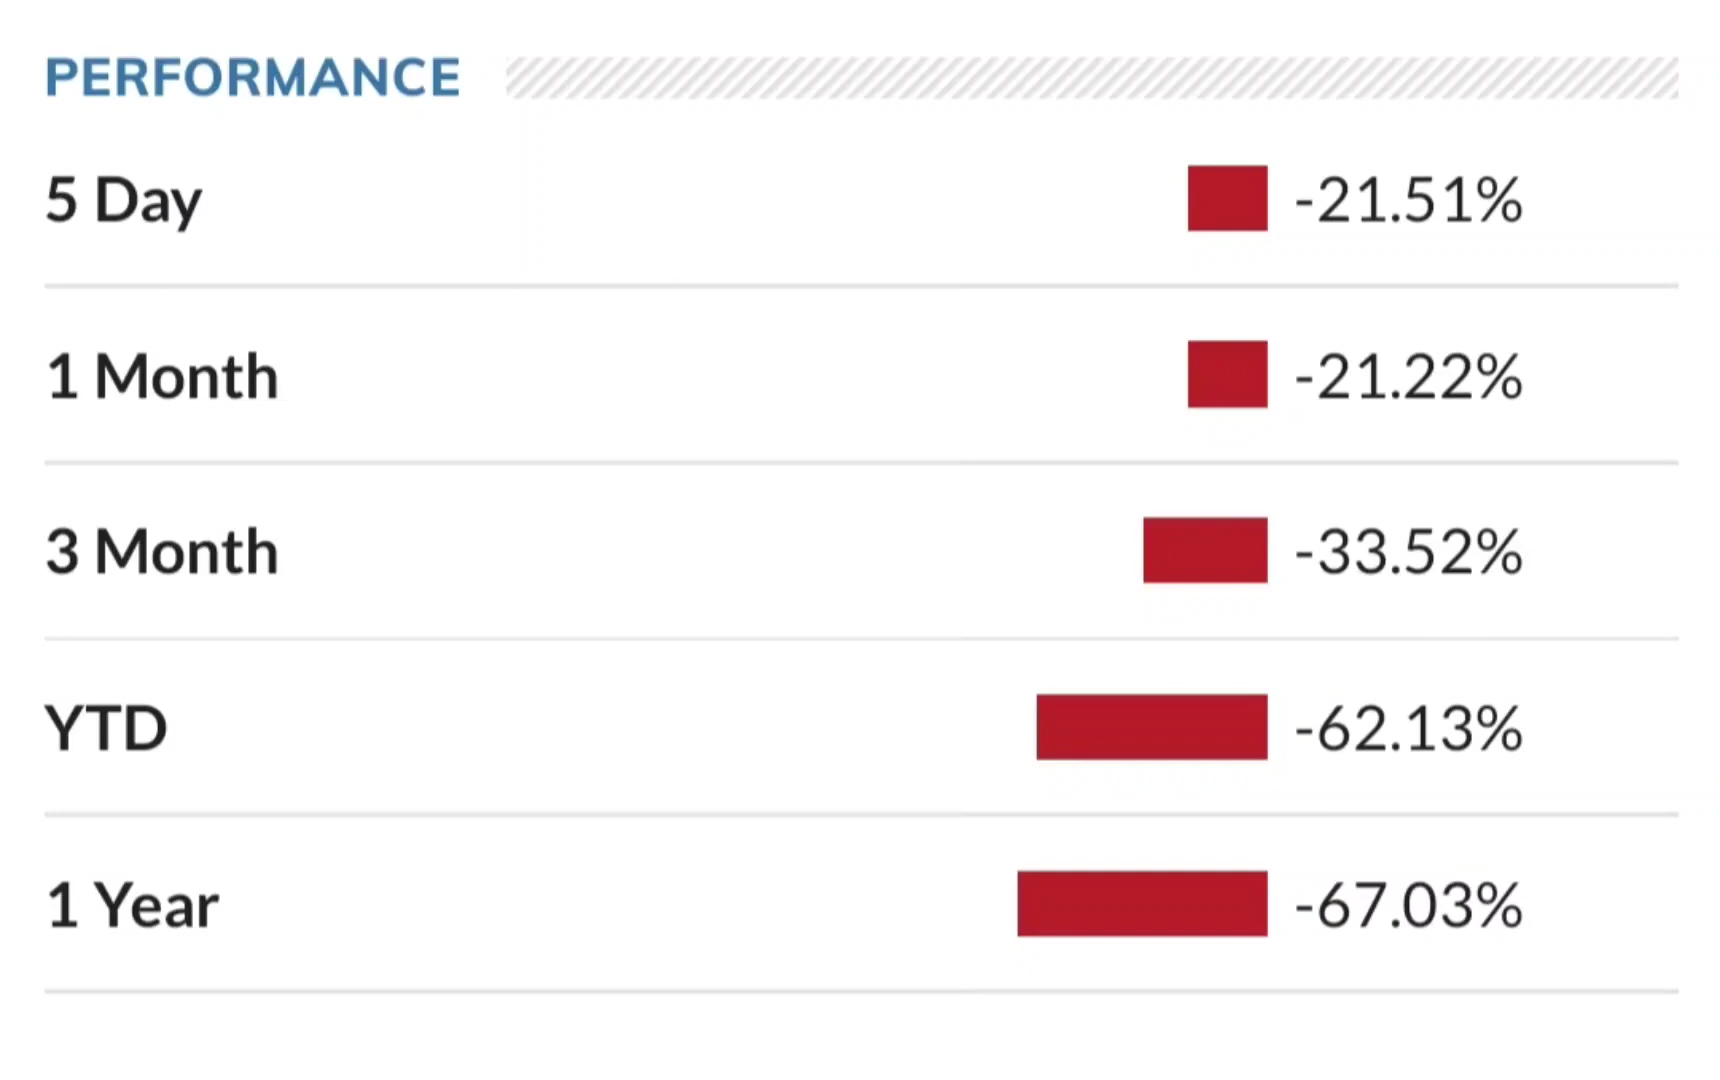 PERFORMANCE
5 Day -21.51%
1 Month -21.22%
3 Month -33.52%
YTD -62.13%
1 Year -67.03%